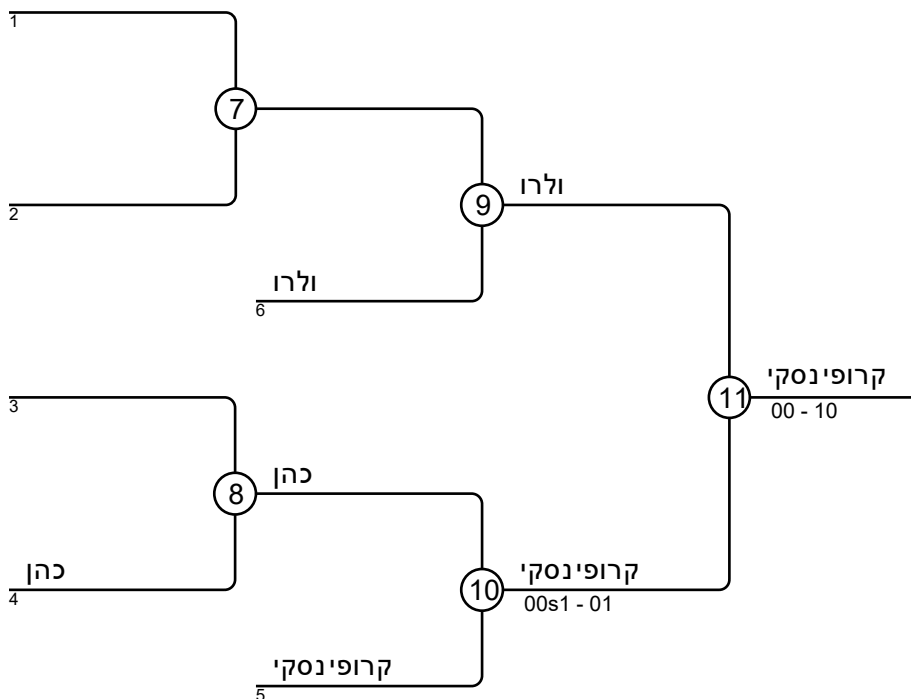 1
7
2
ולרו
9
ולרו
6
3
קרופינסקי
11
00 - 10
כהן
8
כהן
4
קרופינסקי
10
00s1 - 01
קרופינסקי
5